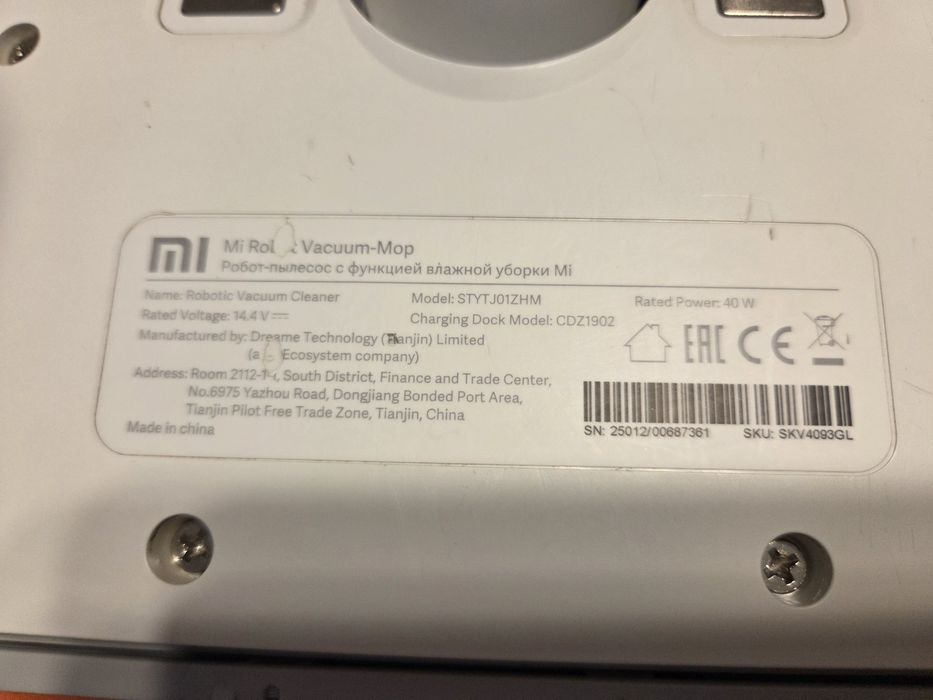 mi
Mi Vacuum-Mop
Робот-пылесос с функцией влажной уборки Mi
Name: Robotic Vacuum Cleaner
Rated Voltage: 14.4 V
Model: STYTJ01ZHM
Charging Dock Model: CDZ1902
Rated Power: 40 W
Manufactured by: Dreame Technology (Tianjin) Limited
(a Ecosystem company)
Address: Room South District, Finance and Trade Center,
No.6975 Yazhou Road, Dongjiang Bonded Port Area,
Tianjin Pilot Free Trade Zone, Tianjin, China
Made in china
EAC CE
SN: 25012/00687361 SKU: SKV4093GL